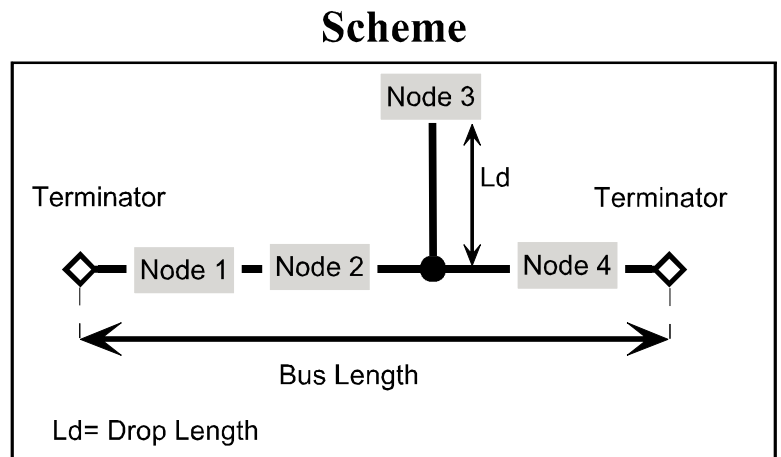 Scheme
Node 3
Ld
Terminator
Terminator
Node 1
Node 2
Node 4
Bus Length
Ld= Drop Length